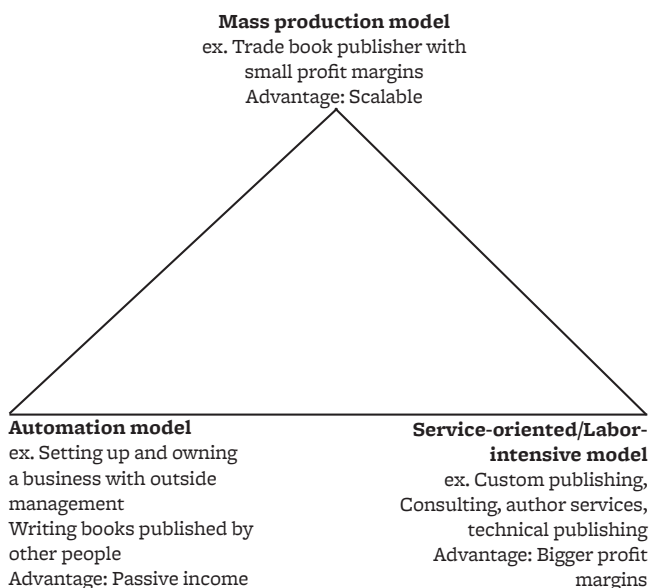 Mass production model
ex. Trade book publisher with
small profit margins
Advantage: Scalable
Automation model
ex. Setting up and owning
a business with outside
management
Writing books published by
other people
Advantage: Passive income
Service-oriented/Labor-
intensive model
ex. Custom publishing,
Consulting, author services,
technical publishing
Advantage: Bigger profit
margins